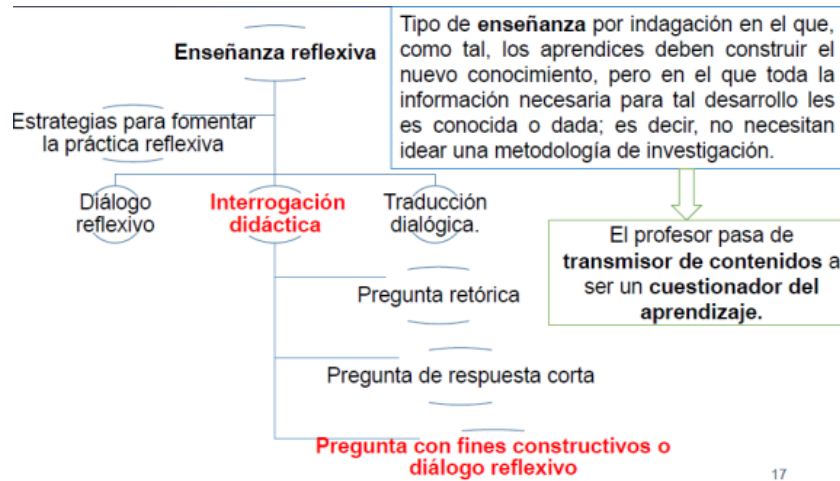 Enseñanza reflexiva
Tipo de enseñanza por indagación en el que,
como tal, los aprendices deben construir el
nuevo conocimiento, pero en el que toda la
información necesaria para tal desarrollo les
es conocida o dada; es decir, no necesitan
idear una metodología de investigación.
Estrategias para fomentar
la práctica reflexiva
Diálogo
reflexivo
Interrogación
didáctica
Traducción
dialógica.
El profesor pasa de
transmisor de contenidos a
ser un cuestionador del
aprendizaje.
Pregunta retórica
Pregunta de respuesta corta
Pregunta con fines constructivos o
diálogo reflexivo
17